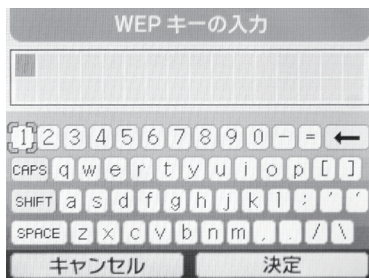 WEP キーの入力
1 2 3 4 5 6 7 8 9 0 - = ←
CAPS q w e r t y u i o p [ ]
SHIFT a s d f g h j k l ; ' ´
SPACE z x c v b n m , . / \
キャンセル 決定